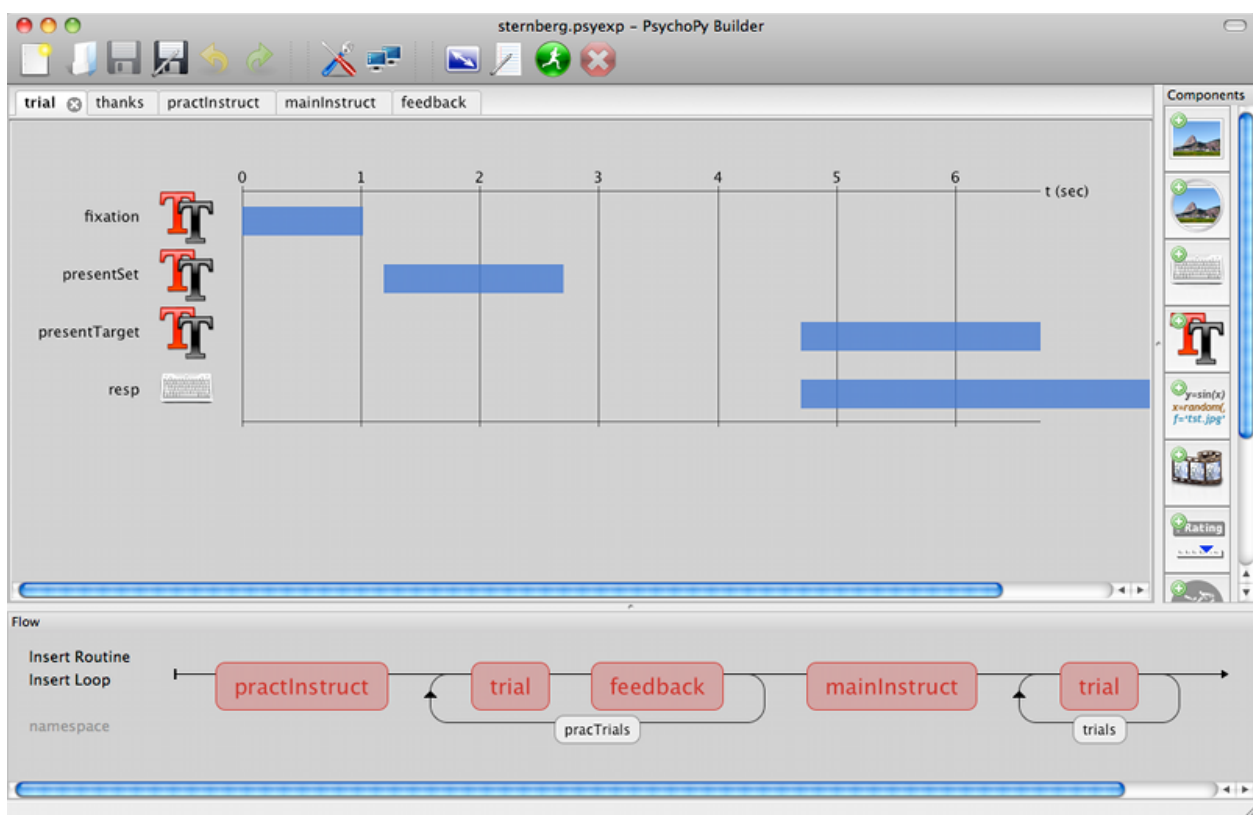 sternberg.psyexp – PsychoPy Builder
trial thanks practInstruct mainInstruct feedback
Components
0 1 2 3 4 5 6
t (sec)
fixation
presentSet
presentTarget
resp
y=sin(x)
x=random(,
f='tst.jpg'
Rating
Flow
Insert Routine
Insert Loop
namespace
practInstruct trial feedback mainInstruct trial
pracTrials trials